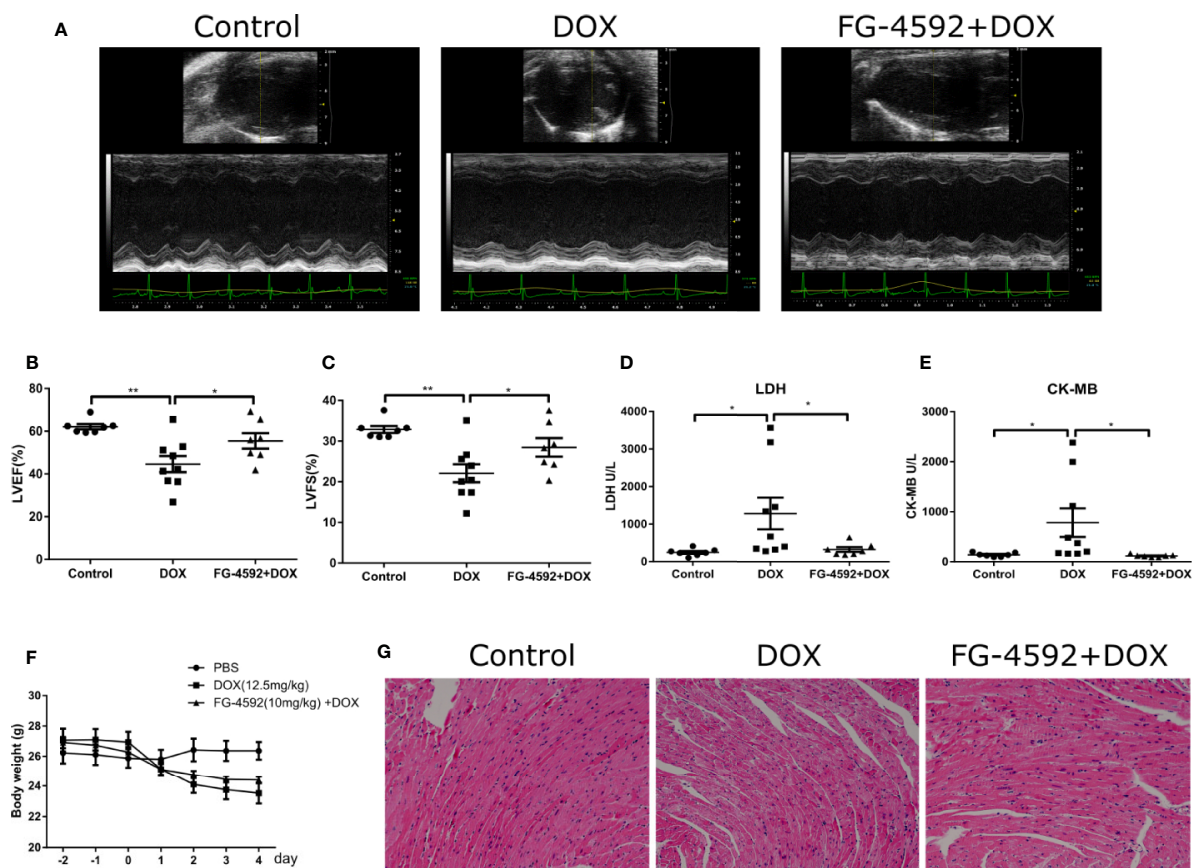 A
Control
DOX
FG-4592+DOX
B
**
*
LVEF(%)
80
60
40
20
0
Control
DOX
FG-4592+DOX
C
**
*
LVFS(%)
40
30
20
10
0
Control
DOX
FG-4592+DOX
D
LDH
*
*
LDH U/L
4000
3000
2000
1000
0
Control
DOX
FG-4592+DOX
E
CK-MB
*
*
CK-MB U/L
3000
2000
1000
0
Control
DOX
FG-4592+DOX
F
PBS
DOX(12.5mg/kg)
FG-4592(10mg/kg) +DOX
Body weight (g)
30
28
26
24
22
20
-2 -1 0 1 2 3 4 day
G
Control
DOX
FG-4592+DOX